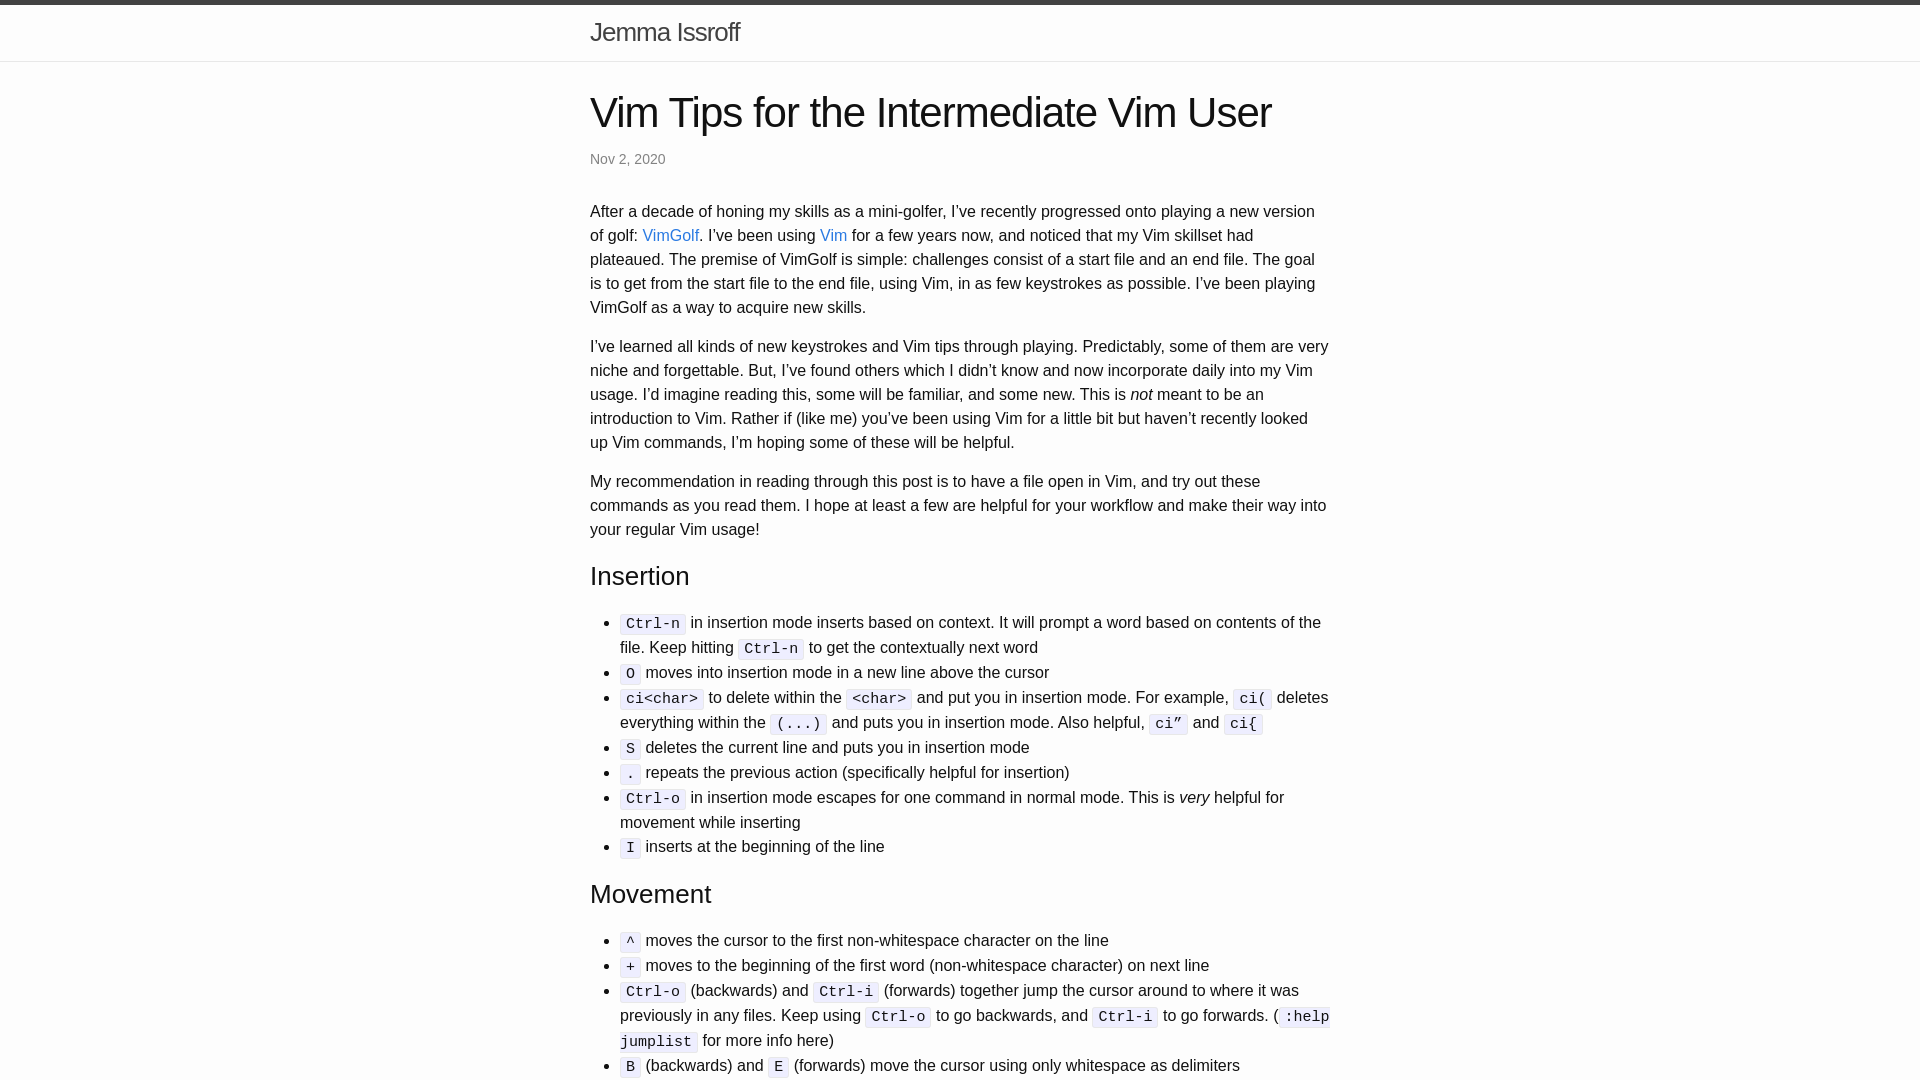 Jemma Issroff
Vim Tips for the Intermediate Vim User
Nov 2, 2020
After a decade of honing my skills as a mini-golfer, I’ve recently progressed onto playing a new version
of golf: VimGolf. I’ve been using Vim for a few years now, and noticed that my Vim skillset had
plateaued. The premise of VimGolf is simple: challenges consist of a start file and an end file. The goal
is to get from the start file to the end file, using Vim, in as few keystrokes as possible. I’ve been playing
VimGolf as a way to acquire new skills.
I’ve learned all kinds of new keystrokes and Vim tips through playing. Predictably, some of them are very
niche and forgettable. But, I’ve found others which I didn’t know and now incorporate daily into my Vim
usage. I’d imagine reading this, some will be familiar, and some new. This is not meant to be an
introduction to Vim. Rather if (like me) you’ve been using Vim for a little bit but haven’t recently looked
up Vim commands, I’m hoping some of these will be helpful.
My recommendation in reading through this post is to have a file open in Vim, and try out these
commands as you read them. I hope at least a few are helpful for your workflow and make their way into
your regular Vim usage!
Insertion
Ctrl-n in insertion mode inserts based on context. It will prompt a word based on contents of the
file. Keep hitting Ctrl-n to get the contextually next word
O moves into insertion mode in a new line above the cursor
ci<char> to delete within the <char> and put you in insertion mode. For example, ci( deletes
everything within the (...) and puts you in insertion mode. Also helpful, ci” and ci{
S deletes the current line and puts you in insertion mode
. repeats the previous action (specifically helpful for insertion)
Ctrl-o in insertion mode escapes for one command in normal mode. This is very helpful for
movement while inserting
I inserts at the beginning of the line
Movement
^ moves the cursor to the first non-whitespace character on the line
+ moves to the beginning of the first word (non-whitespace character) on next line
Ctrl-o (backwards) and Ctrl-i (forwards) together jump the cursor around to where it was
previously in any files. Keep using Ctrl-o to go backwards, and Ctrl-i to go forwards. (:help
jumplist for more info here)
B (backwards) and E (forwards) move the cursor using only whitespace as delimiters